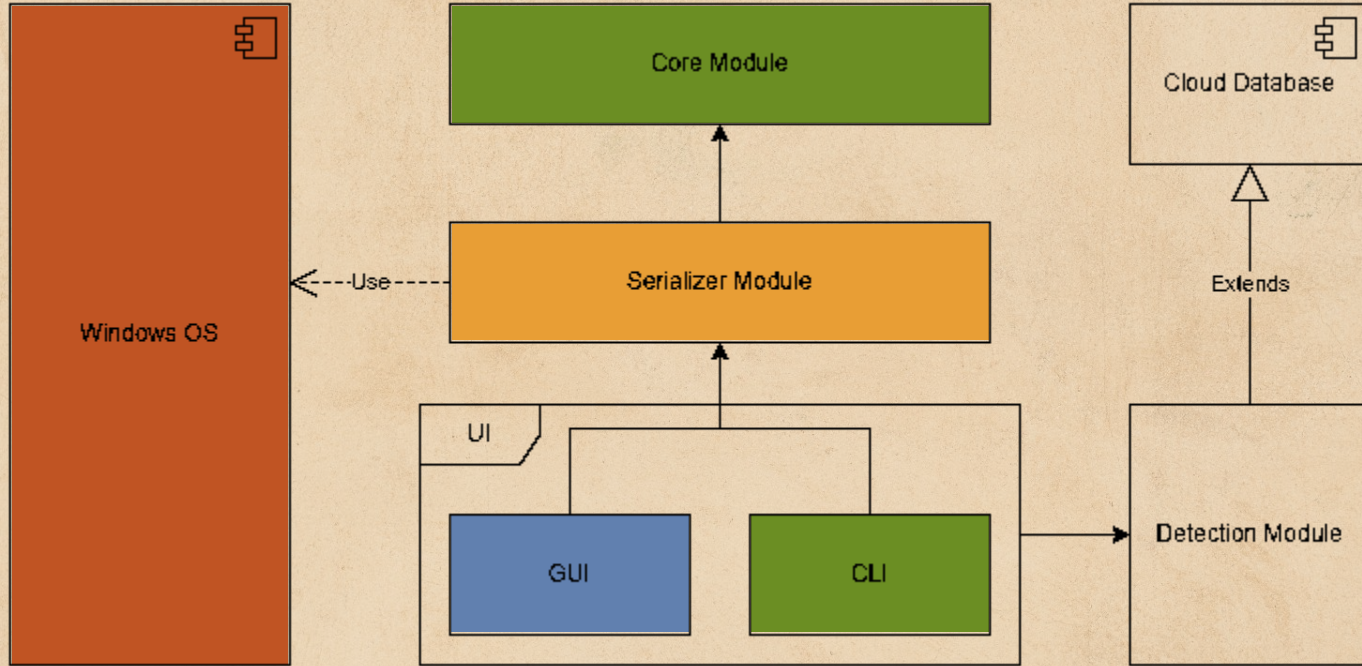 Core Module
Cloud Database
Windows OS
Use
Serializer Module
Extends
UI
GUI
CLI
Detection Module